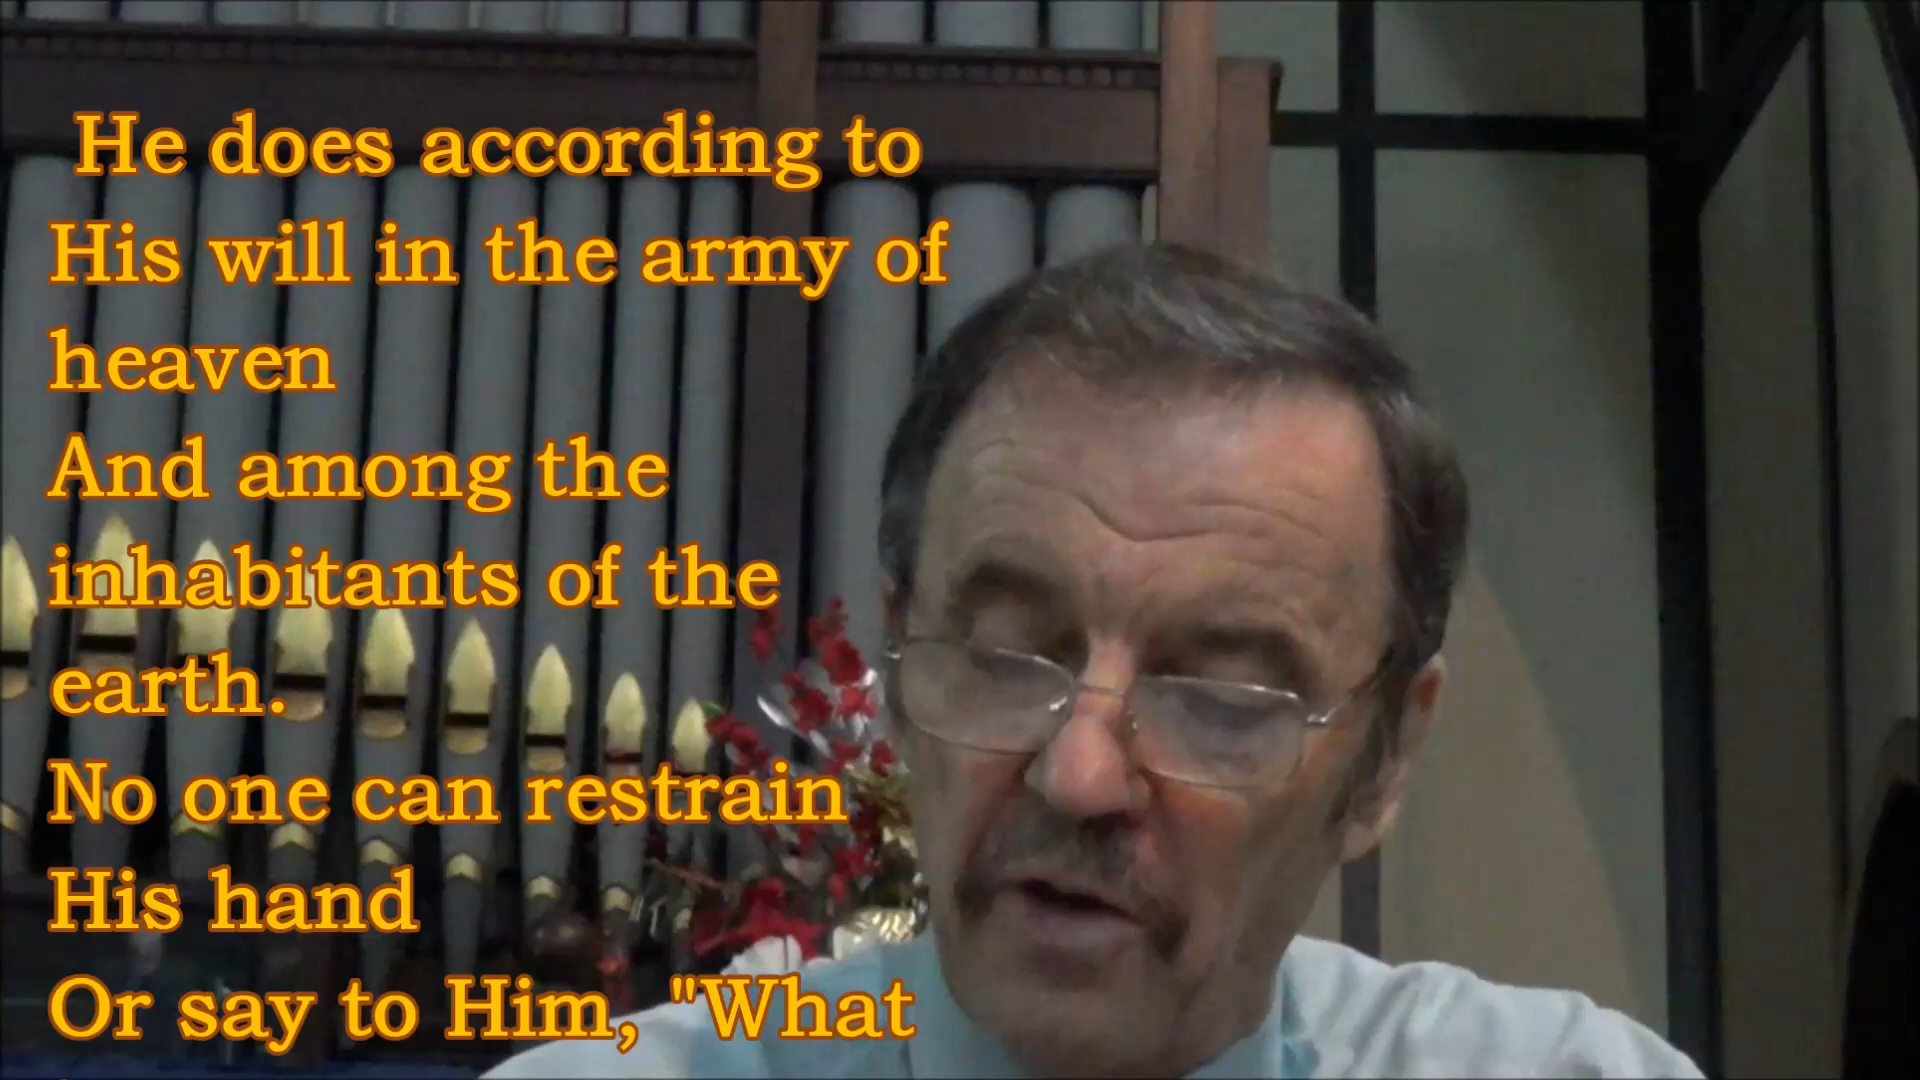 He does according to
His will in the army of
heaven
And among the
inhabitants of the
earth.
No one can restrain
His hand
Or say to Him, "What